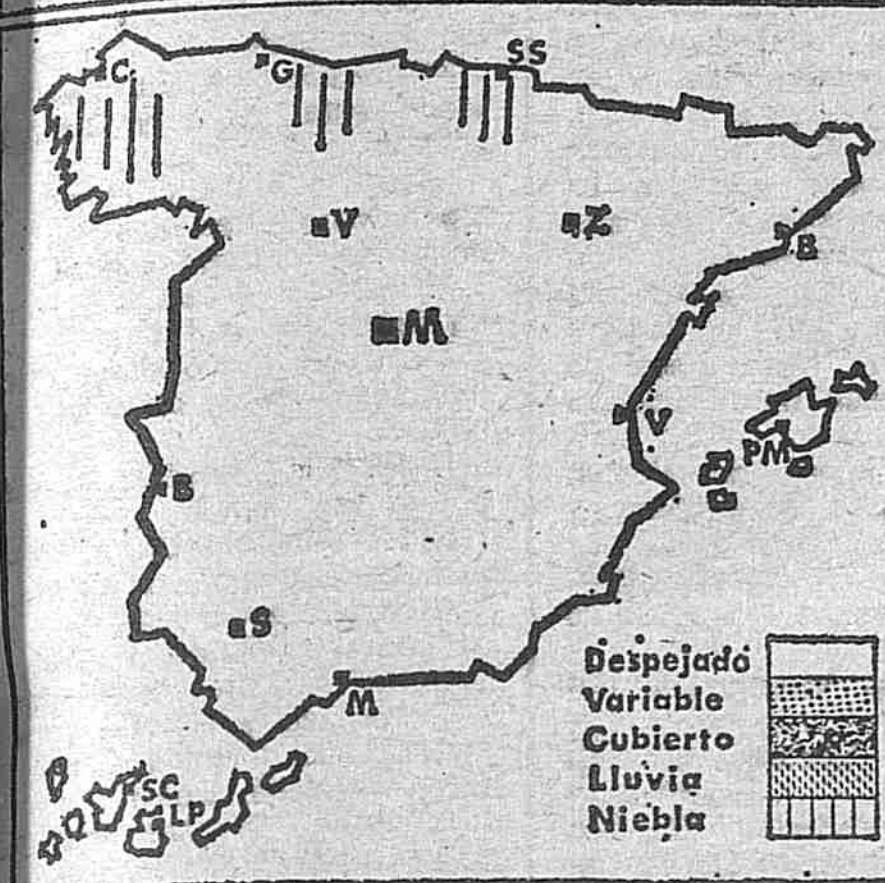 SS
C
G
V
Z
B
M
V
PM
B
S
M
Despejado
Variable
Cubierto
Lluvia
Niebla
SC
LP